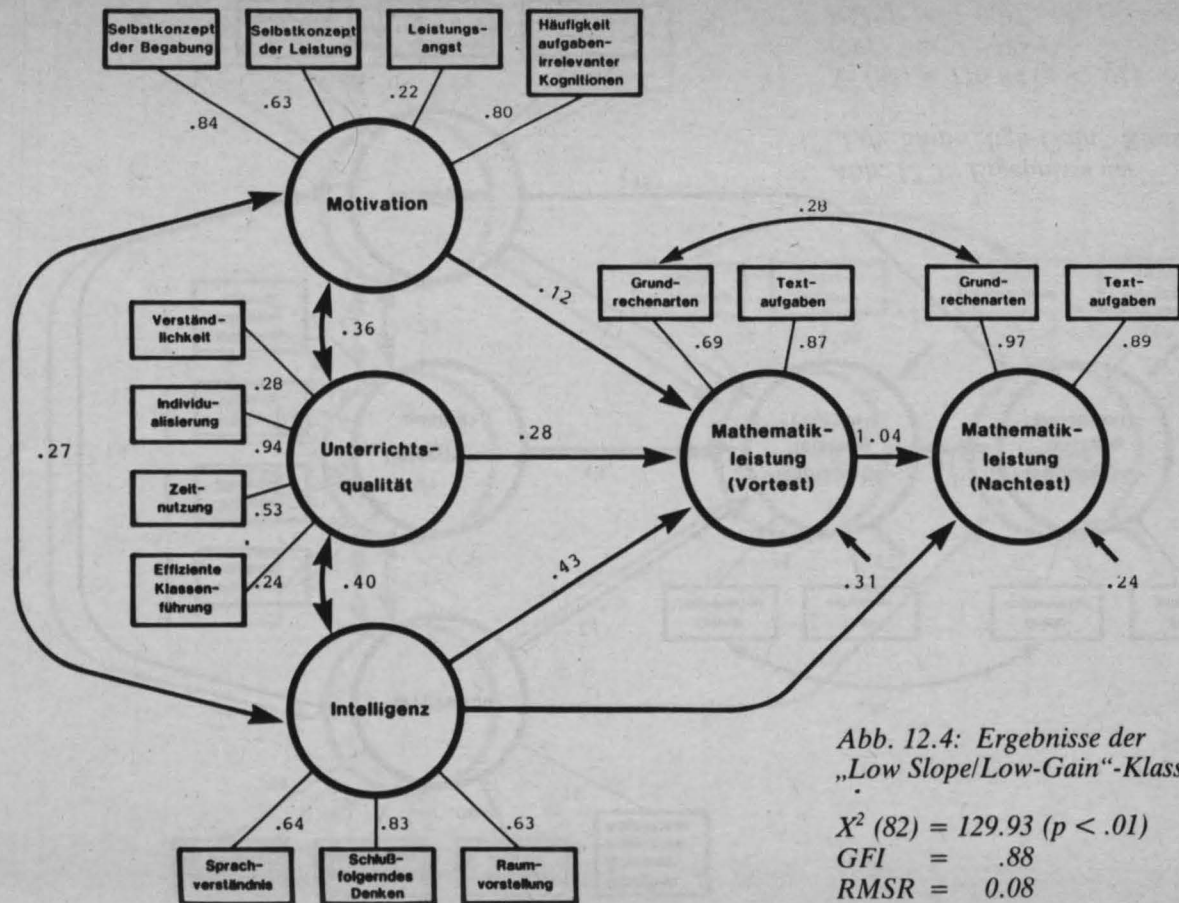 Selbstkonzept
der Begabung
Selbstkonzept
der Leistung
Leistungs-
angst
Häufigkeit
aufgaben-
irrelevanter
Kognitionen
.84
.63
.22
.80
Motivation
.28
Grund-
rechenarten
Text-
aufgaben
Grund-
rechenarten
Text-
aufgaben
.12
.69
.87
.97
.89
.36
Verständ-
lichkeit
.28
Individu-
alisierung
.94
Zeit-
nutzung
.53
Effiziente
Klassen-
führung
.24
.27
Unterrichts-
qualität
.28
Mathematik-
leistung
(Vortest)
1.04
Mathematik-
leistung
(Nachtest)
.40
.43
.31
.24
Intelligenz
.64
.83
.63
Sprach-
verständnis
Schluß-
folgerndes
Denken
Raum-
vorstellung
Abb. 12.4: Ergebnisse der
„Low Slope/Low-Gain“-Klass
X² (82) = 129.93 (p < .01)
GFI = .88
RMSR = 0.08